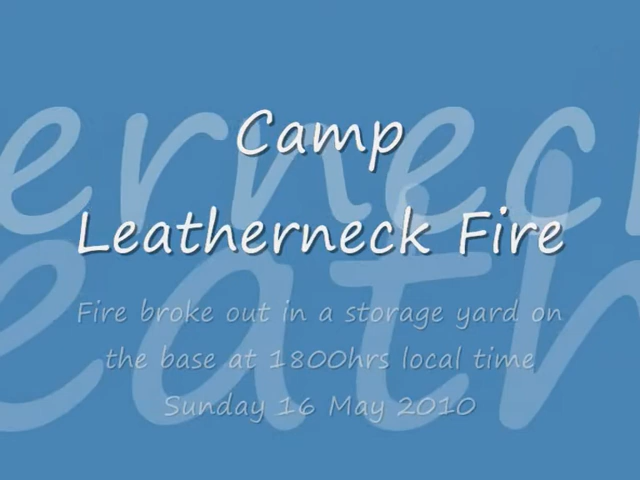 Camp
Leatherneck Fire
Fire broke out in a storage yard on
the base at 1800hrs local time
Sunday 16 May 2010